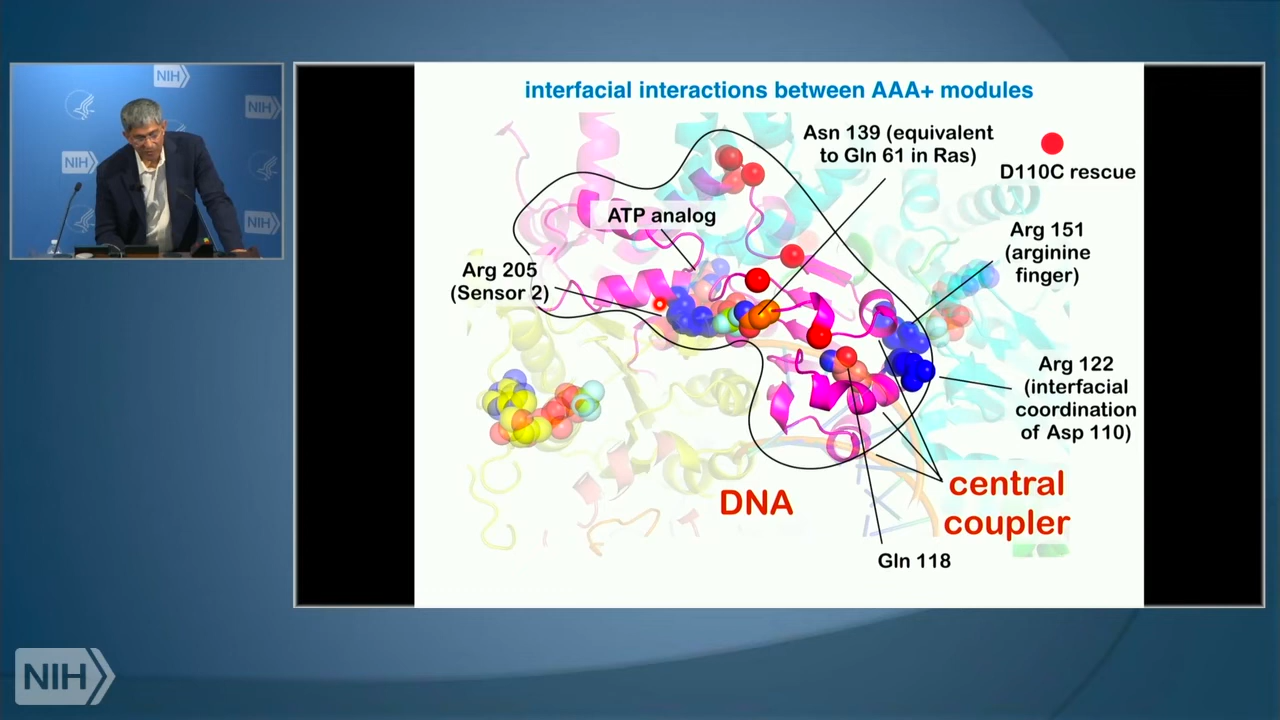 NIH
NIH
NIH
NIH
interfacial interactions between AAA+ modules
Asn 139 (equivalent
to Gln 61 in Ras)
D110C rescue
ATP analog
Arg 151
(arginine
finger)
Arg 205
(Sensor 2)
Arg 122
(interfacial
coordination
of Asp 110)
DNA
central
coupler
Gln 118
NIH